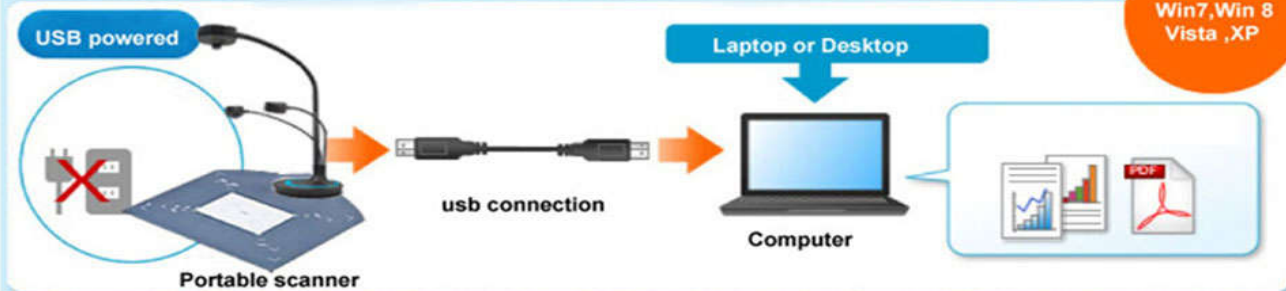 USB powered
Laptop or Desktop
Win7,Win 8
Vista ,XP
usb connection
Computer
Portable scanner
PDF